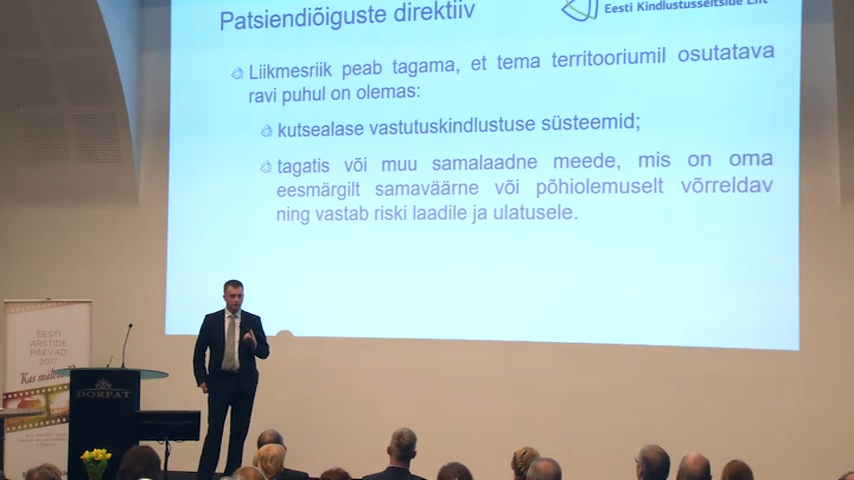 Patsiendiõiguste direktiiv
Eesti Kindlustusseltside Liit
Liikmesriik peab tagama, et tema territooriumil osutatava
ravi puhul on olemas:
kutsealase vastutuskindlustuse süsteemid;
tagatis või muu samalaadne meede, mis on oma
eesmärgilt samaväärne või põhiolemuselt võrreldav
ning vastab riski laadile ja ulatusele.
EESTI
ARSTIDE
PÄEVAD
2017
Kas
DORPAT